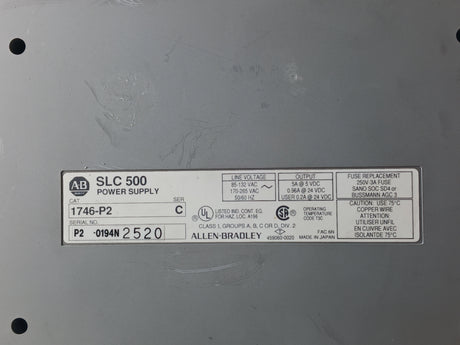 AB
ALLEN-BRADLEY
SLC 500
POWER SUPPLY
CAT
SER
1746-P2
C
SERIAL NO.
P2 -0194N 2520
LINE VOLTAGE
85-132 VAC
170-265 VAC
50/60 HZ
OUTPUT
5A @ 5 VDC
0.96A @ 24 VDC
USER 0.2A @ 24 VDC
FUSE REPLACEMENT
250V-3A FUSE
SANO SOC SD4 or
BUSSMANN AGC 3
UL
LISTED IND. CONT. EQ.
FOR HAZ. LOC. A196
SA
OPERATING
TEMPERATURE
CODE T3C
CLASS I, GROUPS A, B, C OR D, DIV. 2
ALLEN-BRADLEY
FAC 6N
MADE IN JAPAN
CAUTION: USE 75°C
COPPER WIRE
ATTENTION
UTILISER UNFIL
EN CUIVRE AVEC
ISOLANTDE 75°C